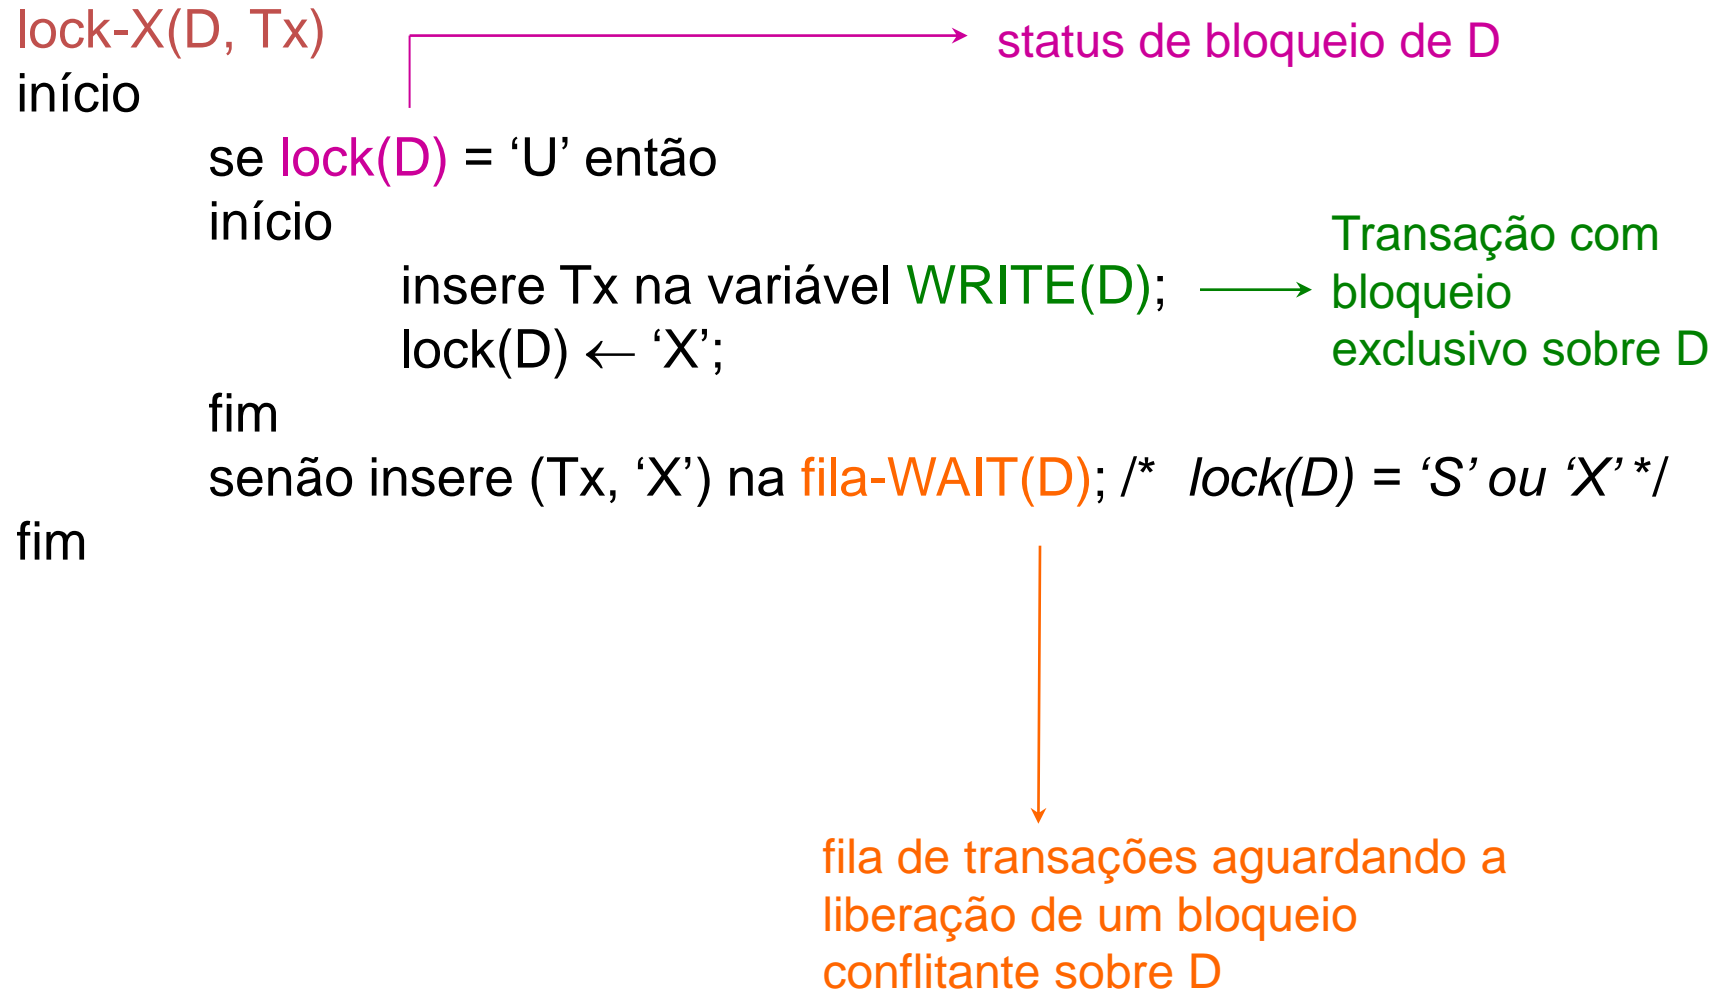 lock-X(D, Tx)
status de bloqueio de D
início
se lock(D) = ‘U’ então
início
insere Tx na variável WRITE(D);
lock(D) ← ‘X’;
Transação com
bloqueio
exclusivo sobre D
fim
senão insere (Tx, ‘X’) na fila-WAIT(D); /* lock(D) = ‘S’ ou ‘X’ */
fim
fila de transações aguardando a
liberação de um bloqueio
conflitante sobre D